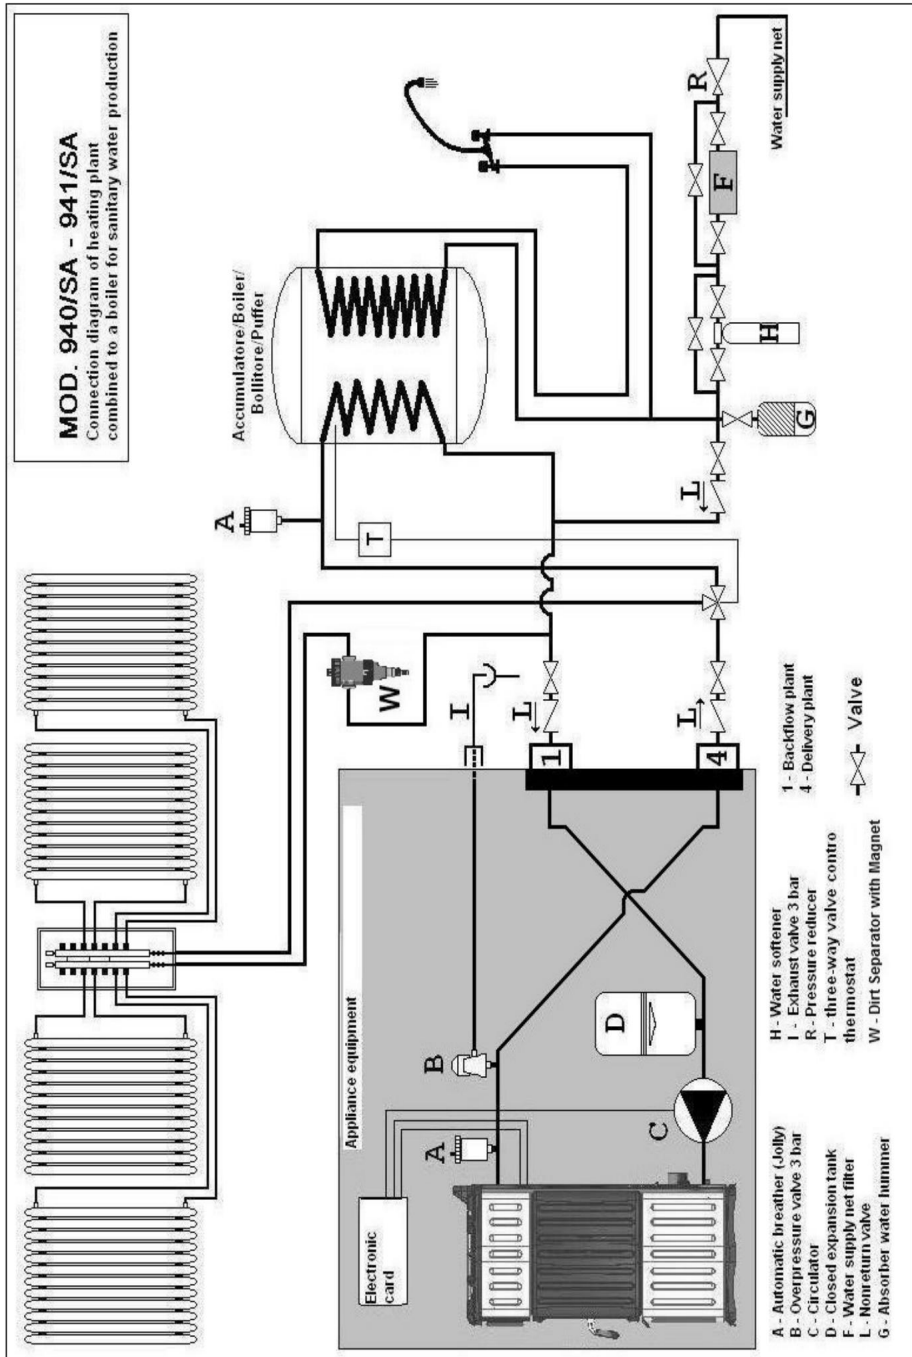 MOD. 940/SA - 941/SA
Connection diagram of heating plant
combined to a boiler for sanitary water production
Accumulatore/Boiler/
Bollitore/Puffer
A
T
W
I
L
L
L
1
4
R
F
H
G
Water supply net
Appliance equipment
Electronic
card
A
B
C
D
A - Automatic breather (Jolly)
B - Overpressure valve 3 bar
C - Circulator
D - Closed expansion tank
F - Water supply net filter
L - Nonreturn valve
G - Absorber water hummer
H - Water softener
I - Exhaust valve 3 bar
R - Pressure reducer
T - three-way valve contro
thermostat
W - Dirt Separator with Magnet
1 - Backflow plant
4 - Delivery plant
Valve